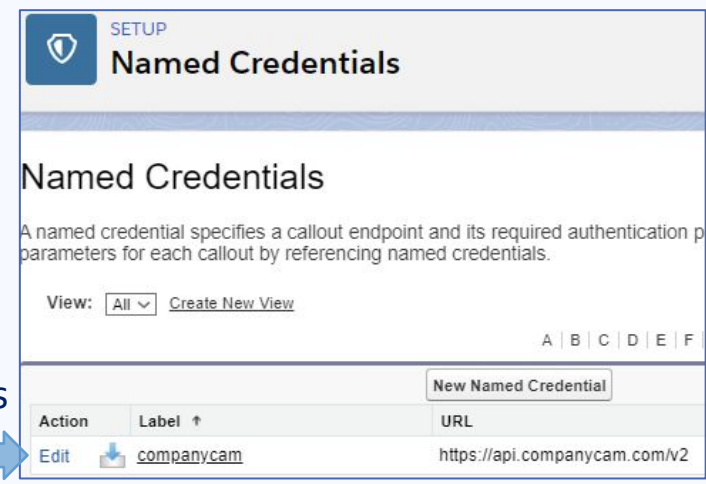 SETUP
Named Credentials
Named Credentials
A named credential specifies a callout endpoint and its required authentication p
parameters for each callout by referencing named credentials.
View: All Create New View
A | B | C | D | E | F |
New Named Credential
s
Action Label ↑ URL
Edit companycam https://api.companycam.com/v2